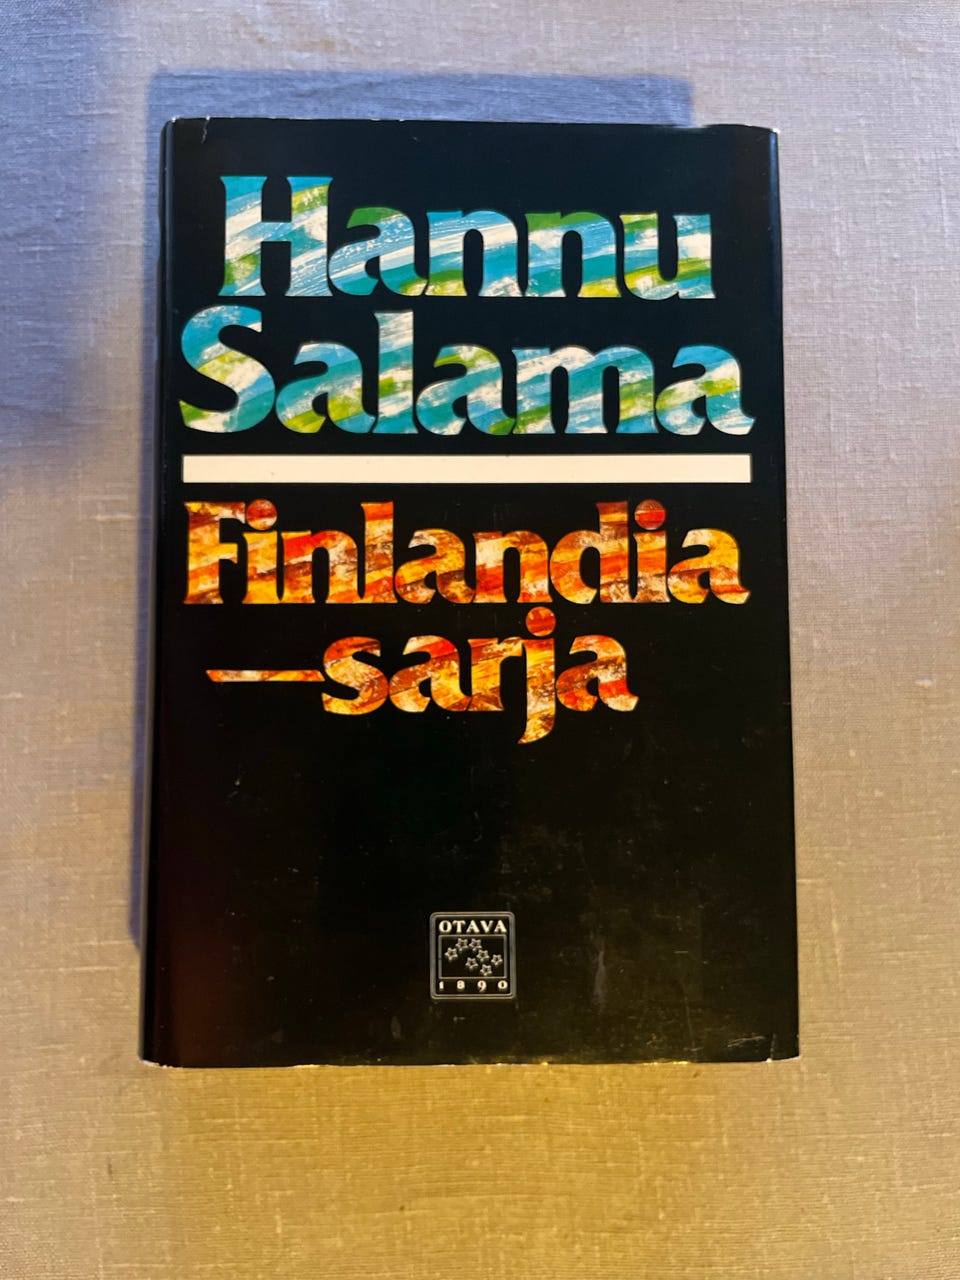 Hannu
Salama
Finlandia
–sarja
OTAVA
1890